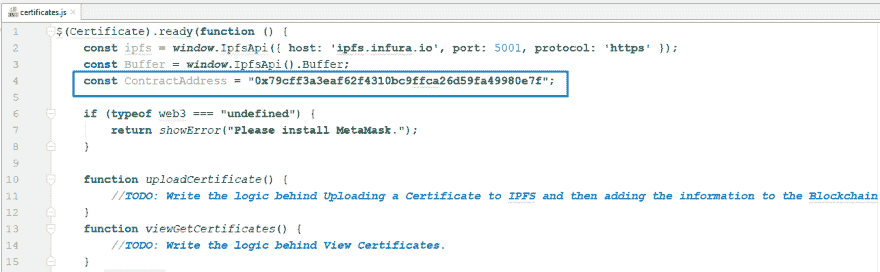 certificates.js
1 $(Certificate).ready(function () {
2 const ipfs = window.IpfsApi({ host: 'ipfs.infura.io', port: 5001, protocol: 'https' });
3 const Buffer = window.IpfsApi().Buffer;
4 const ContractAddress = "0x79cff3a3eaf62f4310bc9ffca26d59fa49980e7f";
5
6 if (typeof web3 === "undefined") {
7 return showError("Please install MetaMask.");
8 }
9
10 function uploadCertificate() {
11 //TODO: Write the logic behind Uploading a Certificate to IPFS and then adding the information to the Blockchain
12 }
13 function viewGetCertificates() {
14 //TODO: Write the logic behind View Certificates.
15 }